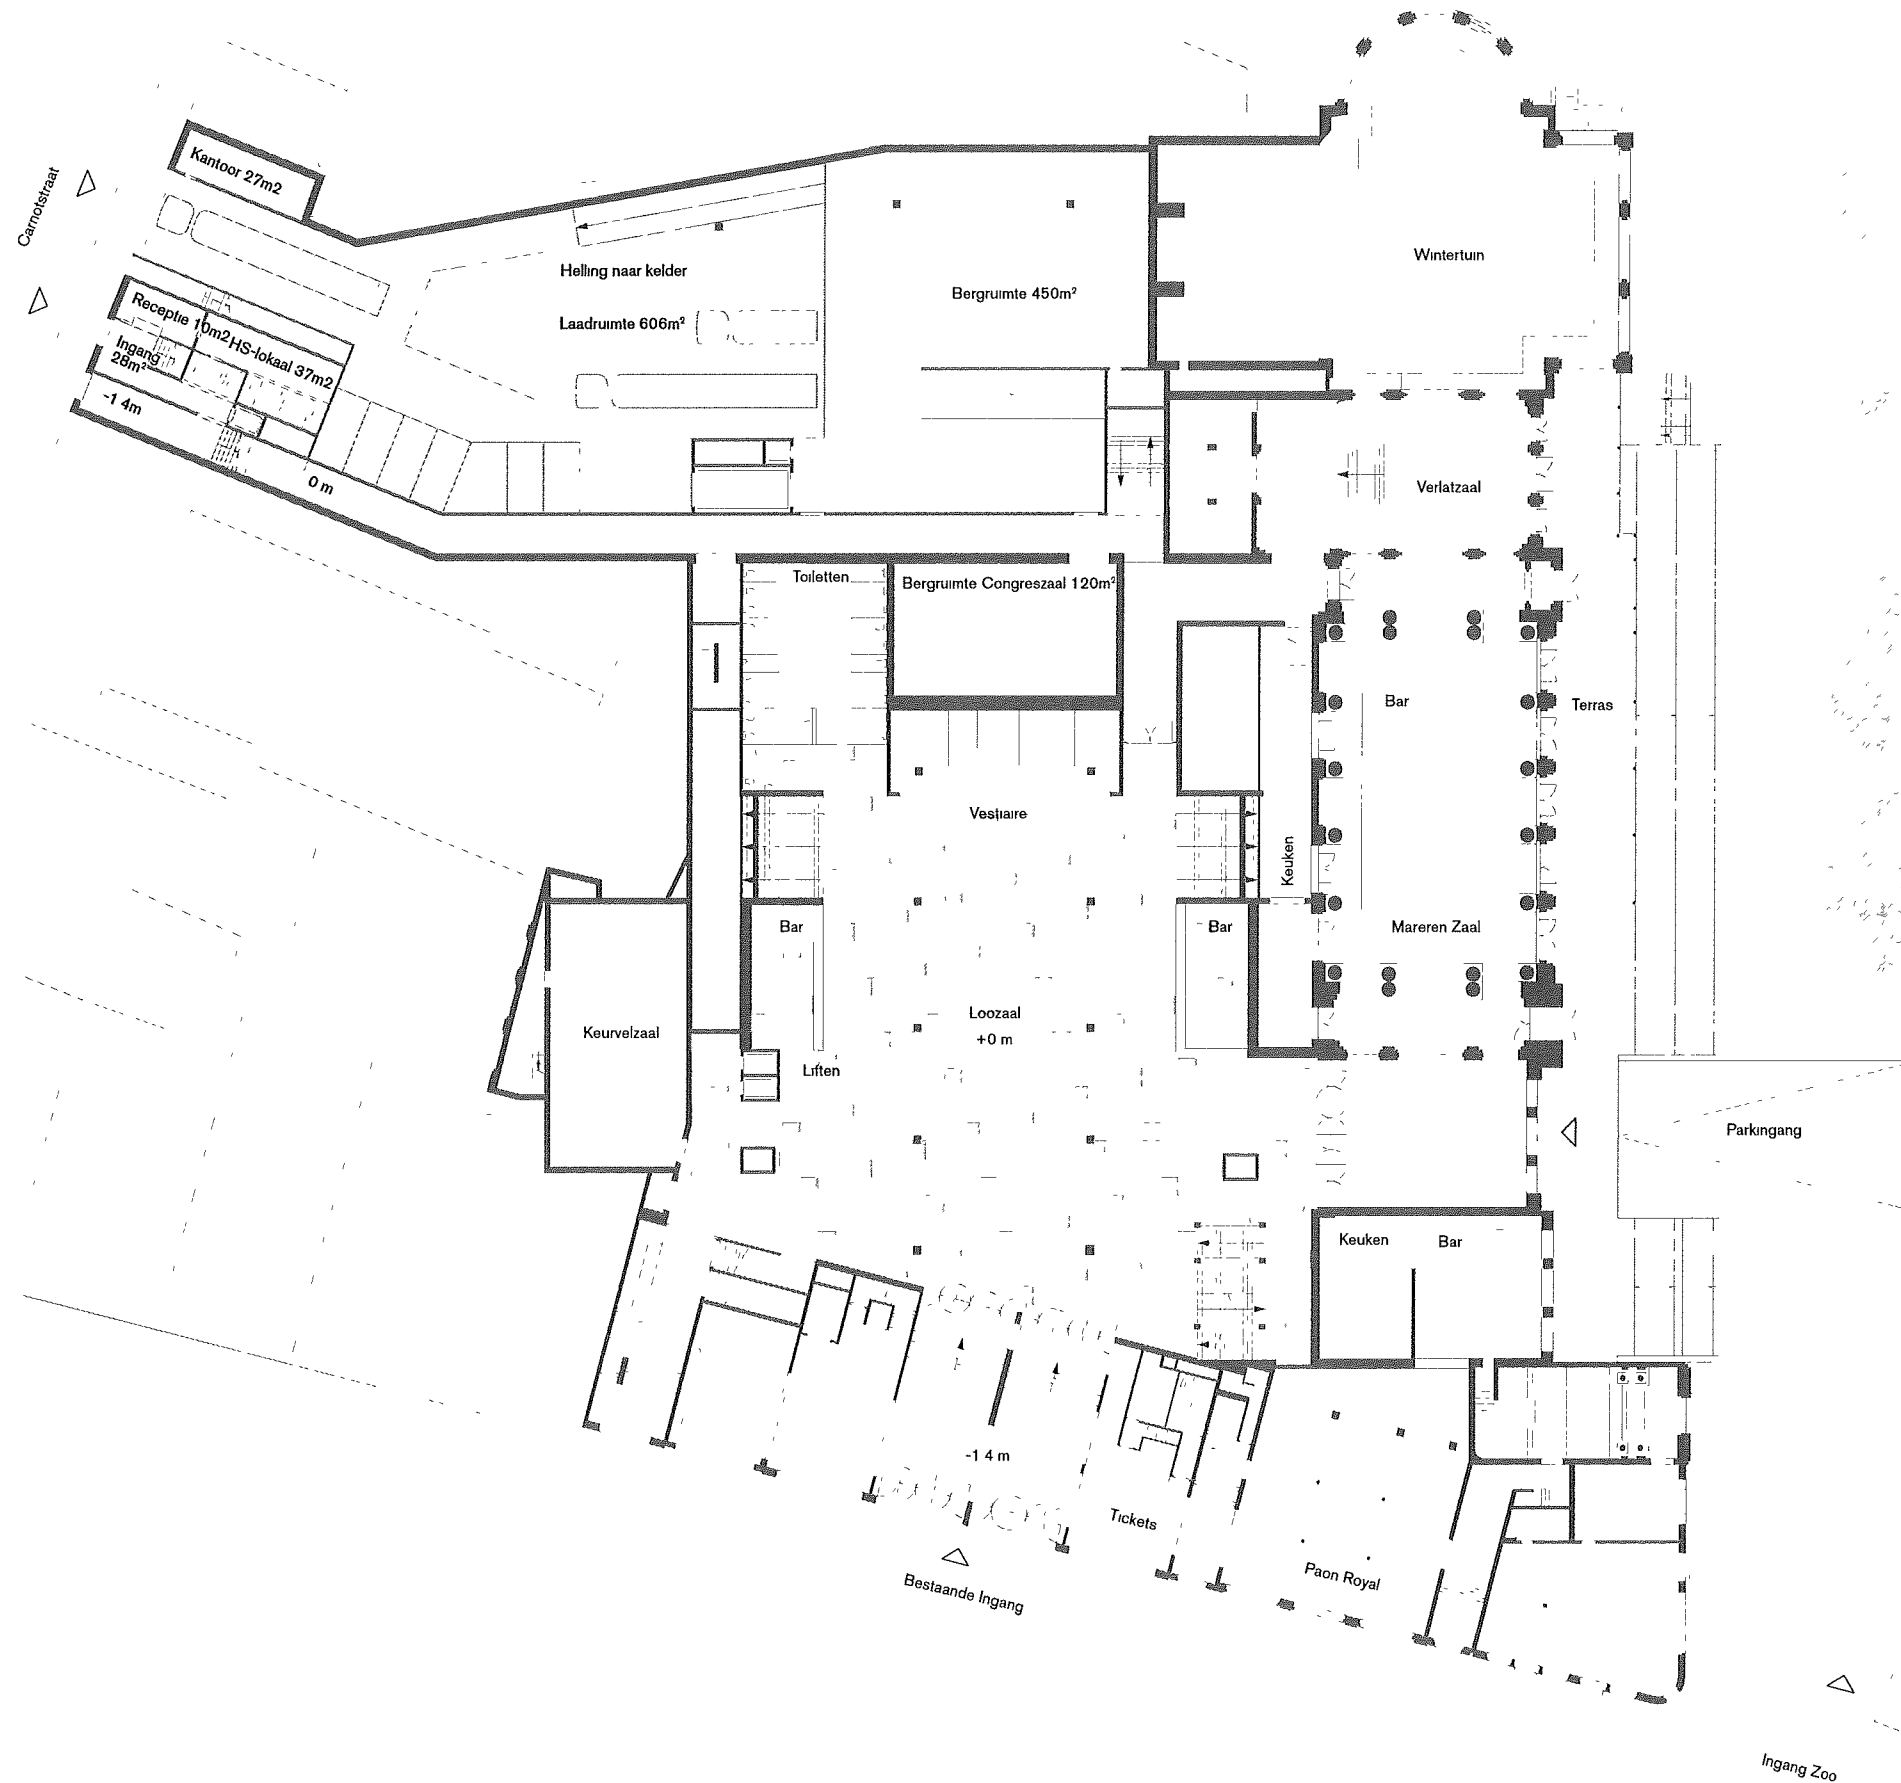 Carnotstraat
Kantoor 27m2
Receptie 10m2
HS-lokaal 37m2
Ingang
28m²
-1 4m
0 m
Helling naar kelder
Laadruimte 606m²
Bergruimte 450m²
Wintertuin
Verlatzaal
Toiletten
Bergruimte Congreszaal 120m²
Bar
Terras
Vestiaire
Keuken
Bar
Bar
Mareren Zaal
Keurvelzaal
Loozaal
+0 m
Liften
Parkingang
Keuken
Bar
-1 4 m
Tickets
Paon Royal
Bestaande Ingang
Ingang Zoo